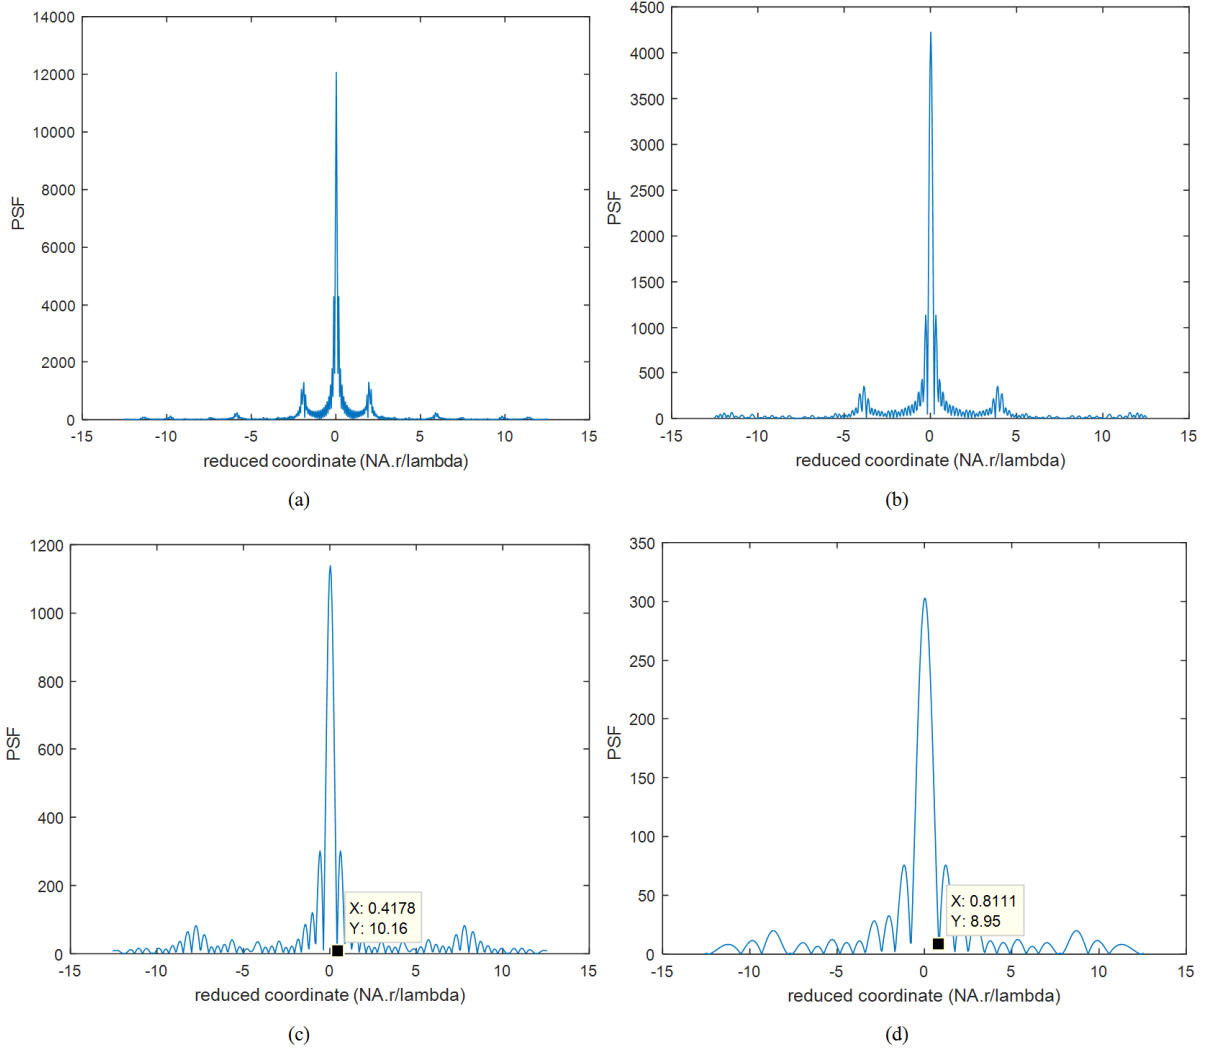 14000
12000
10000
8000
6000
4000
2000
0
PSF
-15 -10 -5 0 5 10 15
reduced coordinate (NA.r/lambda)
(a)
4500
4000
3500
3000
2500
2000
1500
1000
500
0
PSF
-15 -10 -5 0 5 10 15
reduced coordinate (NA.r/lambda)
(b)
1200
1000
800
600
400
200
0
PSF
X: 0.4178
Y: 10.16
-15 -10 -5 0 5 10 15
reduced coordinate (NA.r/lambda)
(c)
350
300
250
200
150
100
50
0
PSF
X: 0.8111
Y: 8.95
-15 -10 -5 0 5 10 15
reduced coordinate (NA.r/lambda)
(d)